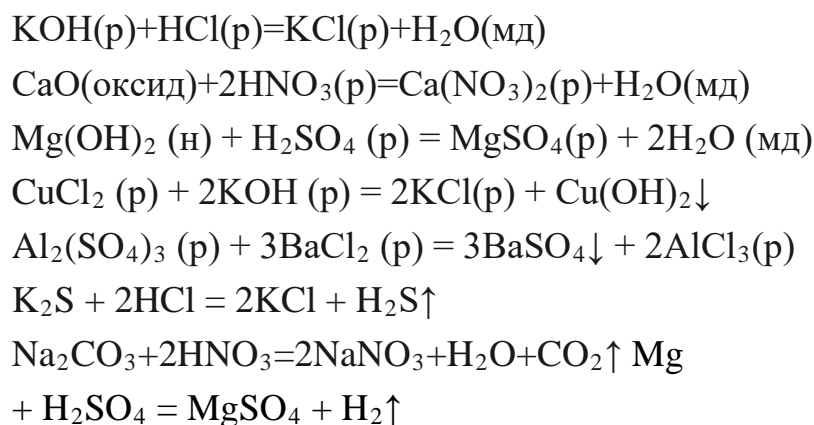 KOH(р)+HCl(р)=KCl(р)+H₂O(мд)
CaO(оксид)+2HNO₃(р)=Ca(NO₃)₂(р)+H₂O(мд)
Mg(OH)₂ (н) + H₂SO₄ (р) = MgSO₄(р) + 2H₂O (мд)
CuCl₂ (р) + 2KOH (р) = 2KCl(р) + Cu(OH)₂↓
Al₂(SO₄)₃ (р) + 3BaCl₂ (р) = 3BaSO₄↓ + 2AlCl₃(р)
K₂S + 2HCl = 2KCl + H₂S↑
Na₂CO₃+2HNO₃=2NaNO₃+H₂O+CO₂↑ Mg
+ H₂SO₄ = MgSO₄ + H₂↑